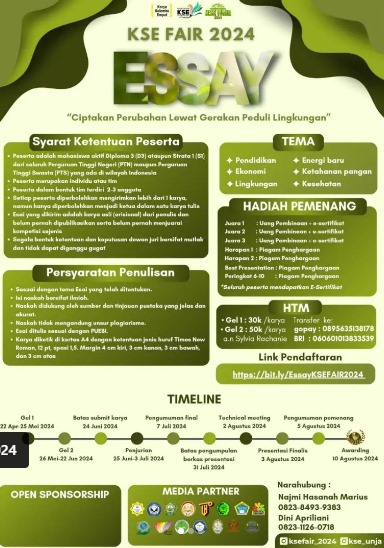 KSE FAIR 2024
ESSAY
"Ciptakan Perubahan Lewat Gerakan Peduli Lingkungan"
Syarat Ketentuan Peserta
Peserta adalah mahasiswa aktif Diploma 3 (D3) atau Strata 1 (S1)
dari seluruh Perguruan Tinggi Negeri (PTN) maupun Perguruan
Tinggi Swasta (PTS) yang ada di wilayah Indonesia
Peserta merupakan individu atau tim
Peserta dalam bentuk tim terdiri 2-3 anggota
Setiap peserta diperbolehkan mengirimkan lebih dari 1 karya,
namun hanya diperbolehkan menjadi ketua dalam satu karya tulis
Essai yang dikirim adalah karya asli (orisinal) dari penulis dan
belum pernah dipublikasikan serta belum pernah menjuarai
kompetisi sejenis
Segala bentuk ketentuan dan keputusan dewan juri bersifat mutlak
dan tidak dapat diganggu gugat
TEMA
Pendidikan
Ekonomi
Lingkungan
Energi baru
Ketahanan pangan
Kesehatan
HADIAH PEMENANG
Juara 1 : Uang Pembinaan + e-sertifikat
Juara 2 : Uang Pembinaan + e-sertifikat
Juara 3 : Uang Pembinaan + e-sertifikat
Harapan 1 : Piagam Penghargaan
Harapan 2 : Piagam Penghargaan
Best Presentation : Piagam Penghargaan
Peringkat 6-10 : Piagam Penghargaan
*Seluruh peserta mendapatkan E-Sertifikat
Persyaratan Penulisan
Sesuai dengan tema Esai yang telah ditentukan.
Isi naskah bersifat ilmiah.
Naskah didukung oleh sumber dan tinjauan pustaka yang jelas dan
akurat.
Naskah tidak mengandung unsur plagiarisme.
Esai ditulis sesuai dengan PUEBI.
Karya diketik di kertas A4 dengan ketentuan jenis huruf Times New
Roman, 12 pt, spasi 1,5. Margin 4 cm kiri, 3 cm kanan, 3 cm bawah,
dan 3 cm atas
HTM
Gel 1 : 30k /karya
Gel 2 : 50k /karya
a.n Sylvia Rachanie
Transfer ke:
gopay : 0895635138178
BRI : 060601013833539
Link Pendaftaran
https://bit.ly/EssayKSEFAIR2024
TIMELINE
Gel 1
22 Apr-25 Mei 2024
Batas submit karya
24 Juni 2024
Pengumuman final
7 Juli 2024
Technical meeting
2 Agustus 2024
Pengumuman pemenang
5 Agustus 2024
024
Gel 2
26 Mei-22 Jun 2024
Penjurian
25 Juni-3 Juli 2024
Batas pengumpulan
berkas presentasi
31 Juli 2024
Presentasi Finalis
3 Agustus 2024
Awarding
10 Agustus 2024
OPEN SPONSORSHIP
MEDIA PARTNER
Narahubung :
Najmi Hasanah Marius
0823-8493-9383
Dini Apriliani
0823-1126-0718
ksefair_2024
kse_unja